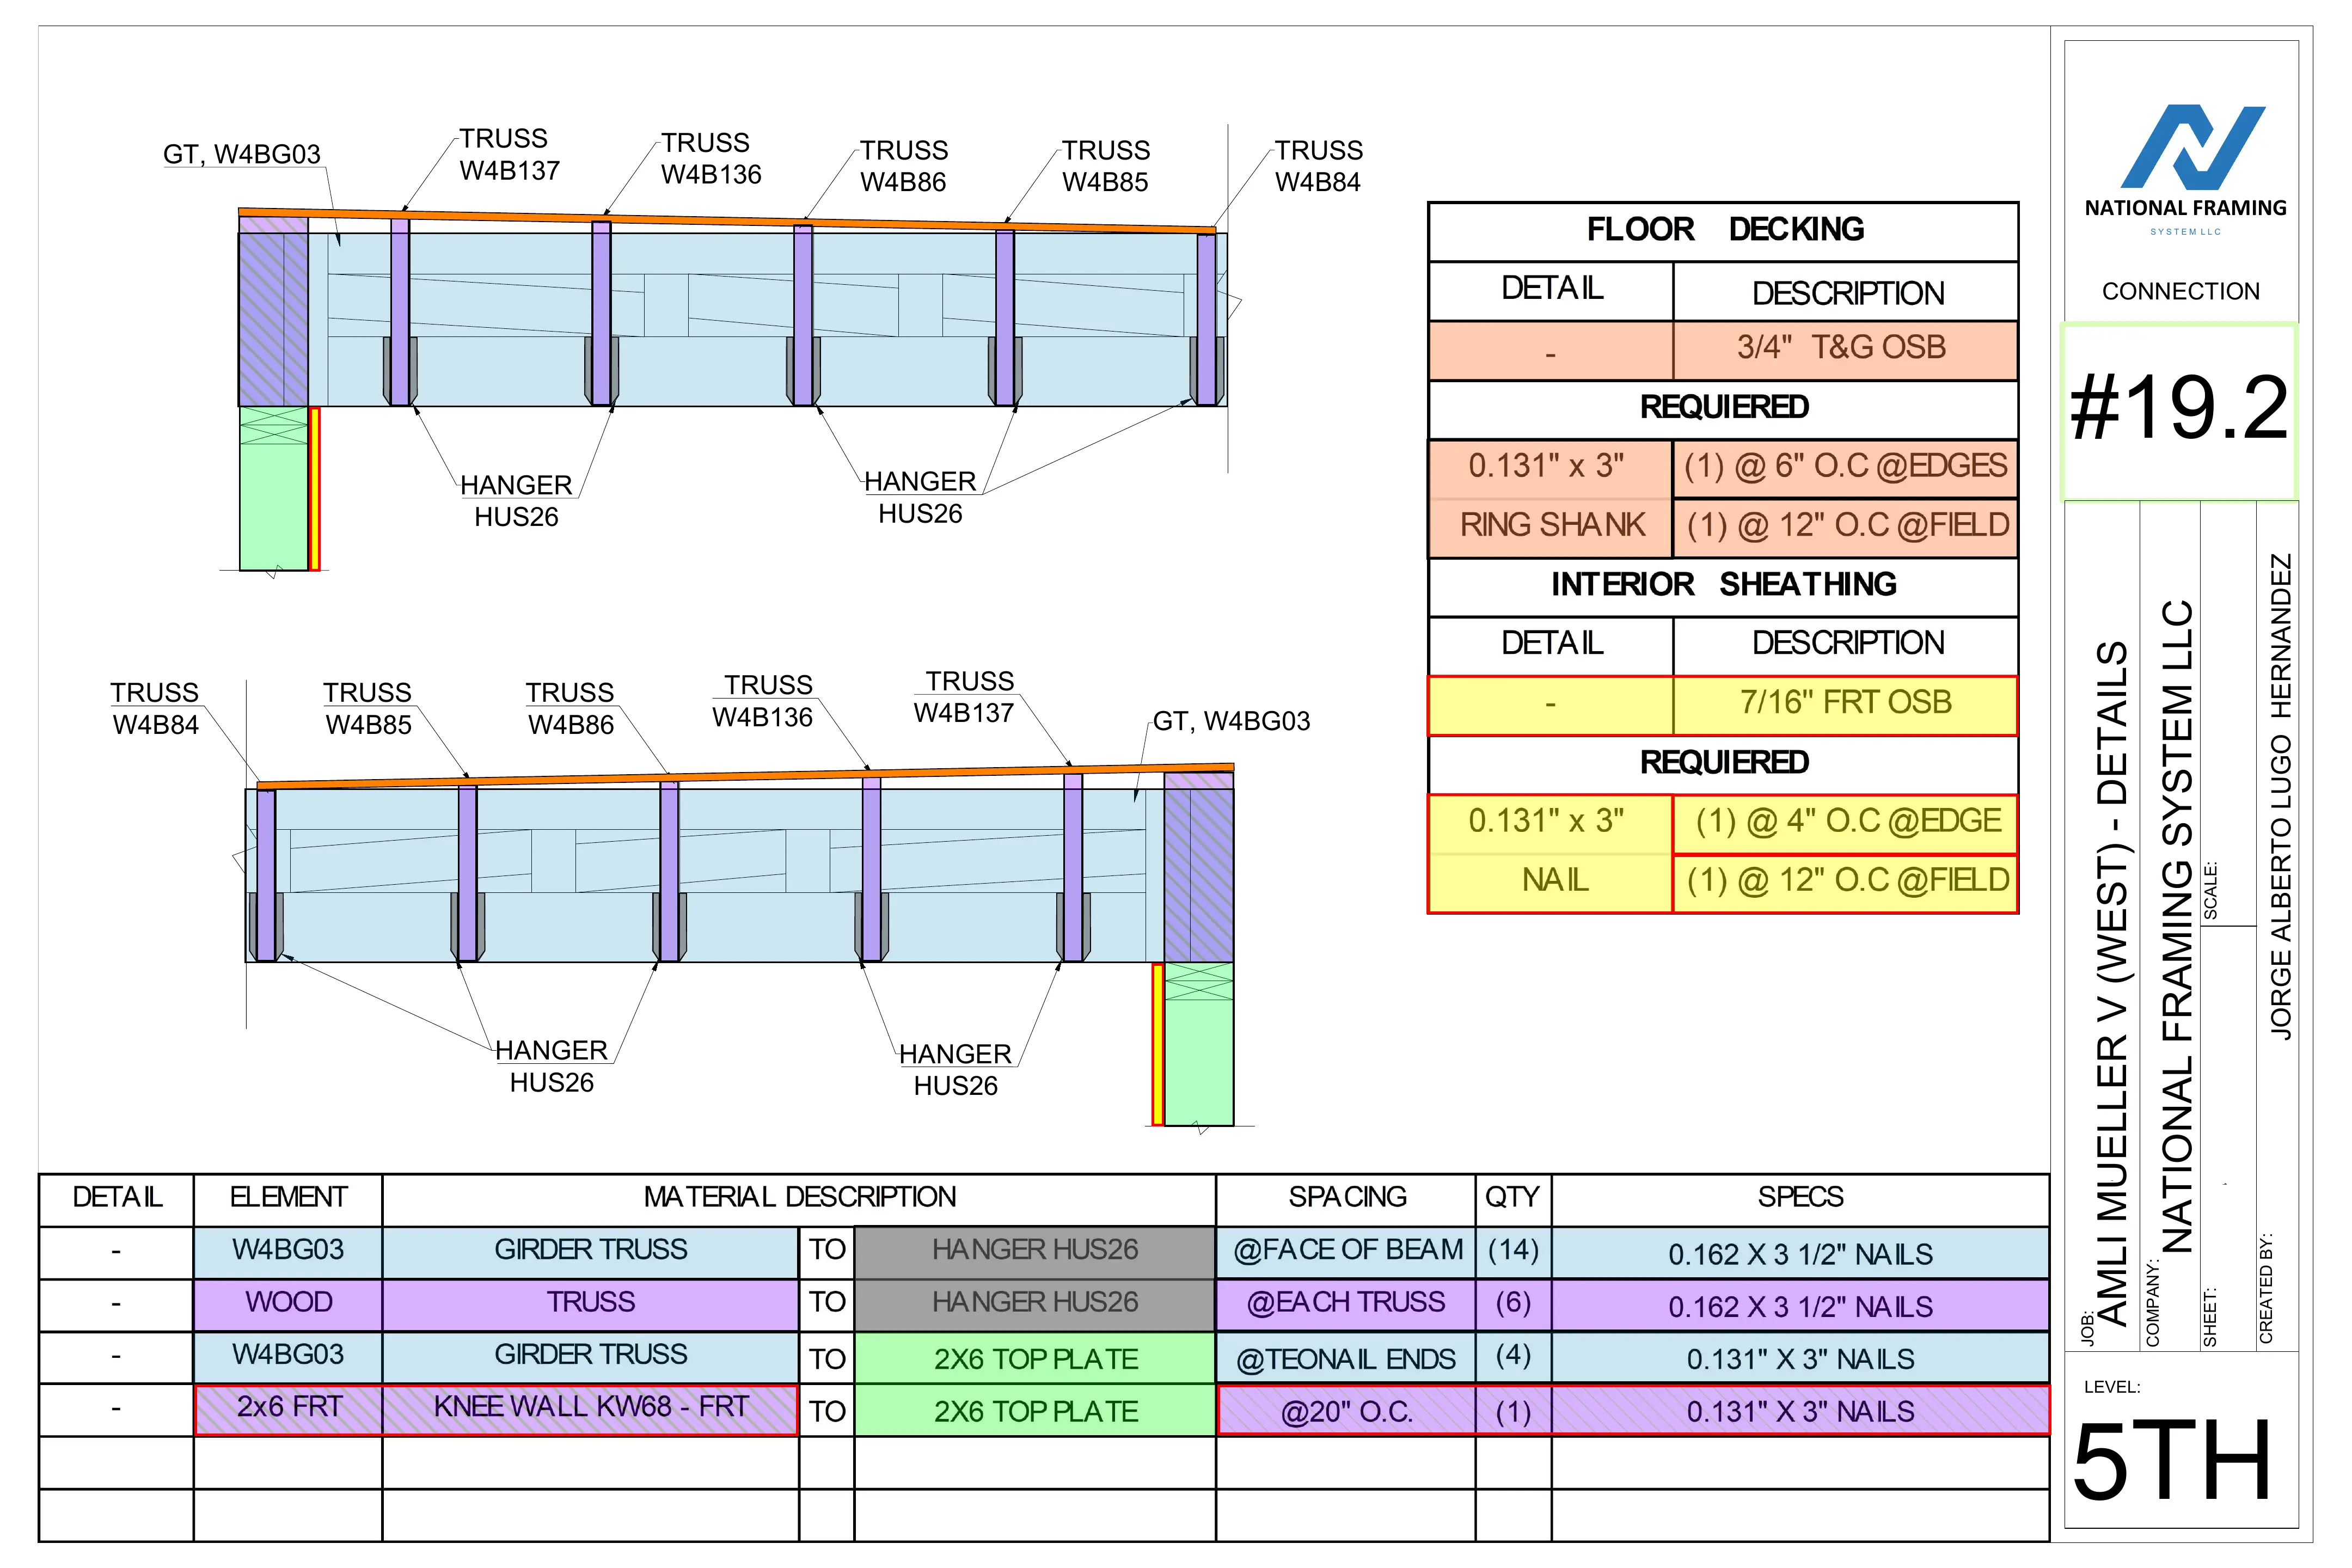 GT, W4BG03
TRUSS
W4B137
TRUSS
W4B136
TRUSS
W4B86
TRUSS
W4B85
TRUSS
W4B84
HANGER
HUS26
HANGER
HUS26
TRUSS
W4B84
TRUSS
W4B85
TRUSS
W4B86
TRUSS
W4B136
TRUSS
W4B137
GT, W4BG03
HANGER
HUS26
HANGER
HUS26
FLOOR DECKING
DETAIL DESCRIPTION
- 3/4" T&G OSB
REQUIERED
0.131" x 3" (1) @ 6" O.C @EDGES
RING SHANK (1) @ 12" O.C @FIELD
INTERIOR SHEATHING
DETAIL DESCRIPTION
- 7/16" FRT OSB
REQUIERED
0.131" x 3" (1) @ 4" O.C @EDGE
NAIL (1) @ 12" O.C @FIELD
DETAIL ELEMENT MATERIAL DESCRIPTION SPACING QTY SPECS
- W4BG03 GIRDER TRUSS TO HANGER HUS26 @FACE OF BEAM (14) 0.162 X 3 1/2" NAILS
- WOOD TRUSS TO HANGER HUS26 @EACH TRUSS (6) 0.162 X 3 1/2" NAILS
- W4BG03 GIRDER TRUSS TO 2X6 TOP PLATE @TEONAIL ENDS (4) 0.131" X 3" NAILS
- 2x6 FRT KNEE WALL KW68 - FRT TO 2X6 TOP PLATE @20" O.C. (1) 0.131" X 3" NAILS
NATIONAL FRAMING
SYSTEM LLC
CONNECTION
#19.2
JOB: AMLI MUELLER V (WEST) - DETAILS
COMPANY: NATIONAL FRAMING SYSTEM LLC
SHEET:
SCALE:
CREATED BY: JORGE ALBERTO LUGO HERNANDEZ
LEVEL:
5TH